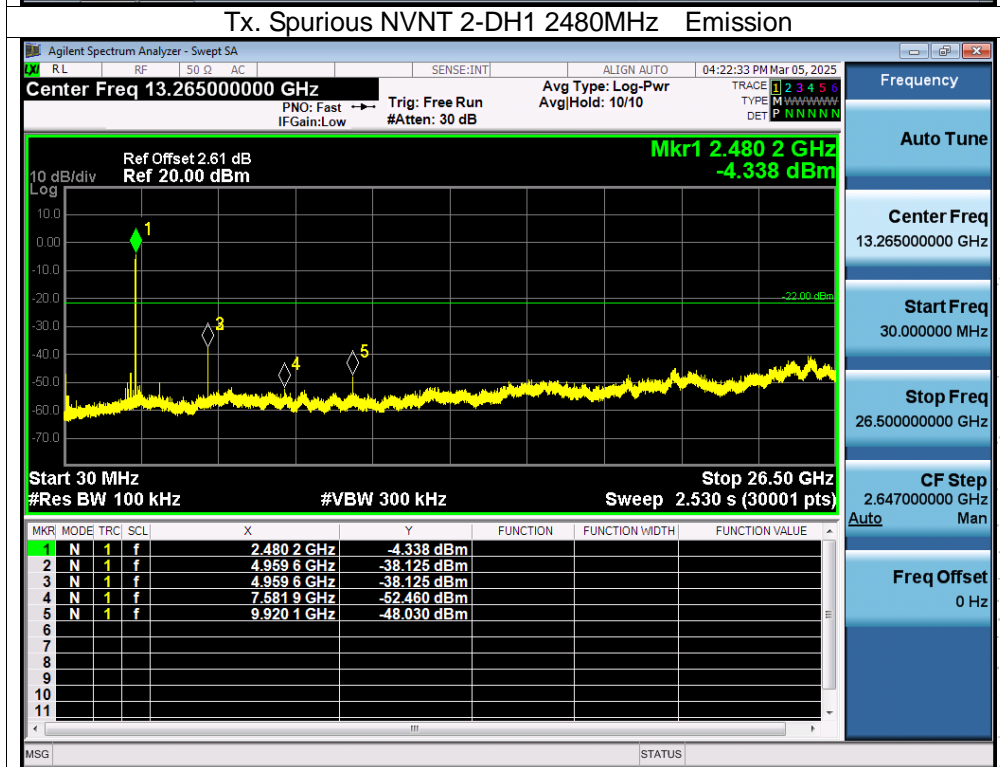 Tx. Spurious NVNT 2-DH1 2480MHz Emission
Agilent Spectrum Analyzer - Swept SA
LXI RL RF 50 Ω AC SENSE:INT ALIGN AUTO 04:22:33 PM Mar 05, 2025
Center Freq 13.265000000 GHz
PNO: Fast
IFGain:Low
Trig: Free Run
#Atten: 30 dB
Avg Type: Log-Pwr
Avg|Hold: 10/10
TRACE 1 2 3 4 5 6
TYPE M WWWWW
DET P NNNNN
Ref Offset 2.61 dB
Ref 20.00 dBm
10 dB/div
Log
Mkr1 2.480 2 GHz
-4.338 dBm
10.0
0.00
-10.0
-20.0
-30.0
-40.0
-50.0
-60.0
-70.0
-22.00 dBm
1
3
4
5
Start 30 MHz
#Res BW 100 kHz
#VBW 300 kHz
Stop 26.50 GHz
Sweep 2.530 s (30001 pts)
MKR MODE TRC SCL X Y FUNCTION FUNCTION WIDTH FUNCTION VALUE
1 N 1 f 2.480 2 GHz -4.338 dBm
2 N 1 f 4.959 6 GHz -38.125 dBm
3 N 1 f 4.959 6 GHz -38.125 dBm
4 N 1 f 7.581 9 GHz -52.460 dBm
5 N 1 f 9.920 1 GHz -48.030 dBm
6
7
8
9
10
11
MSG STATUS
Frequency
Auto Tune
Center Freq
13.265000000 GHz
Start Freq
30.000000 MHz
Stop Freq
26.500000000 GHz
CF Step
2.647000000 GHz
Auto Man
Freq Offset
0 Hz